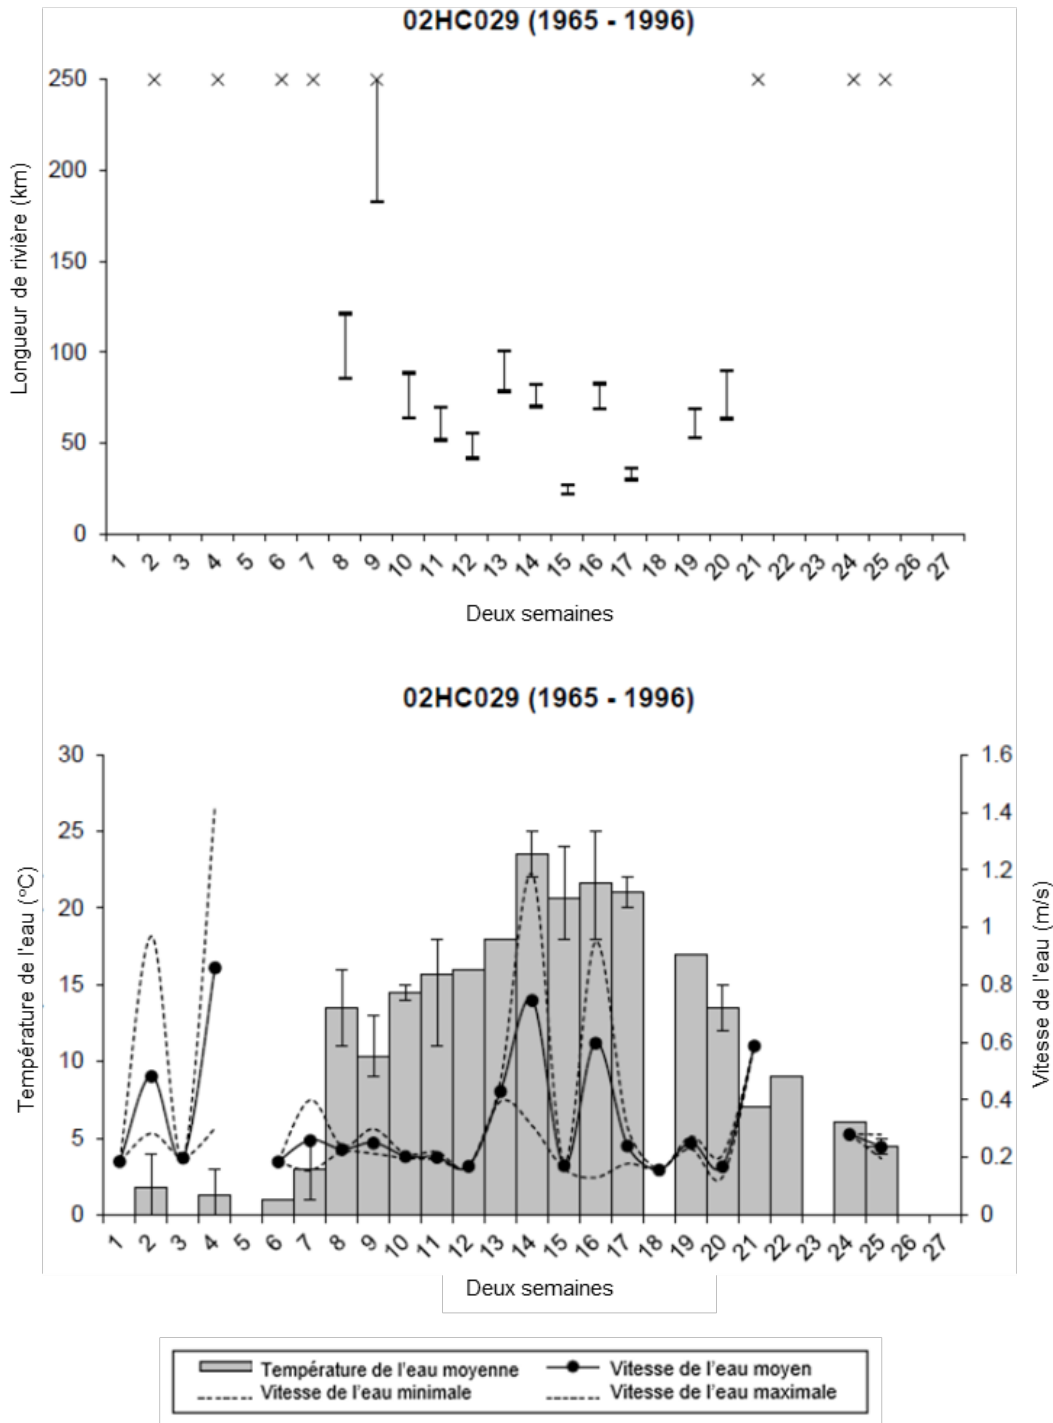 02HC029 (1965 - 1996)
Longueur de rivière (km)
250
200
150
100
50
0
1 2 3 4 5 6 7 8 9 10 11 12 13 14 15 16 17 18 19 20 21 24 25 26 27
Deux semaines
02HC029 (1965 - 1996)
Température de l'eau (°C)
30
25
20
15
10
5
0
1.6
1.4
1.2
1
0.8
0.6
0.4
0.2
0
Vitesse de l'eau (m/s)
1 2 3 4 5 6 7 8 9 10 11 12 13 14 15 16 17 18 19 20 21 22 23 24 25 26 27
Deux semaines
Température de l'eau moyenne Vitesse de l'eau moyen
Vitesse de l'eau minimale Vitesse de l'eau maximale